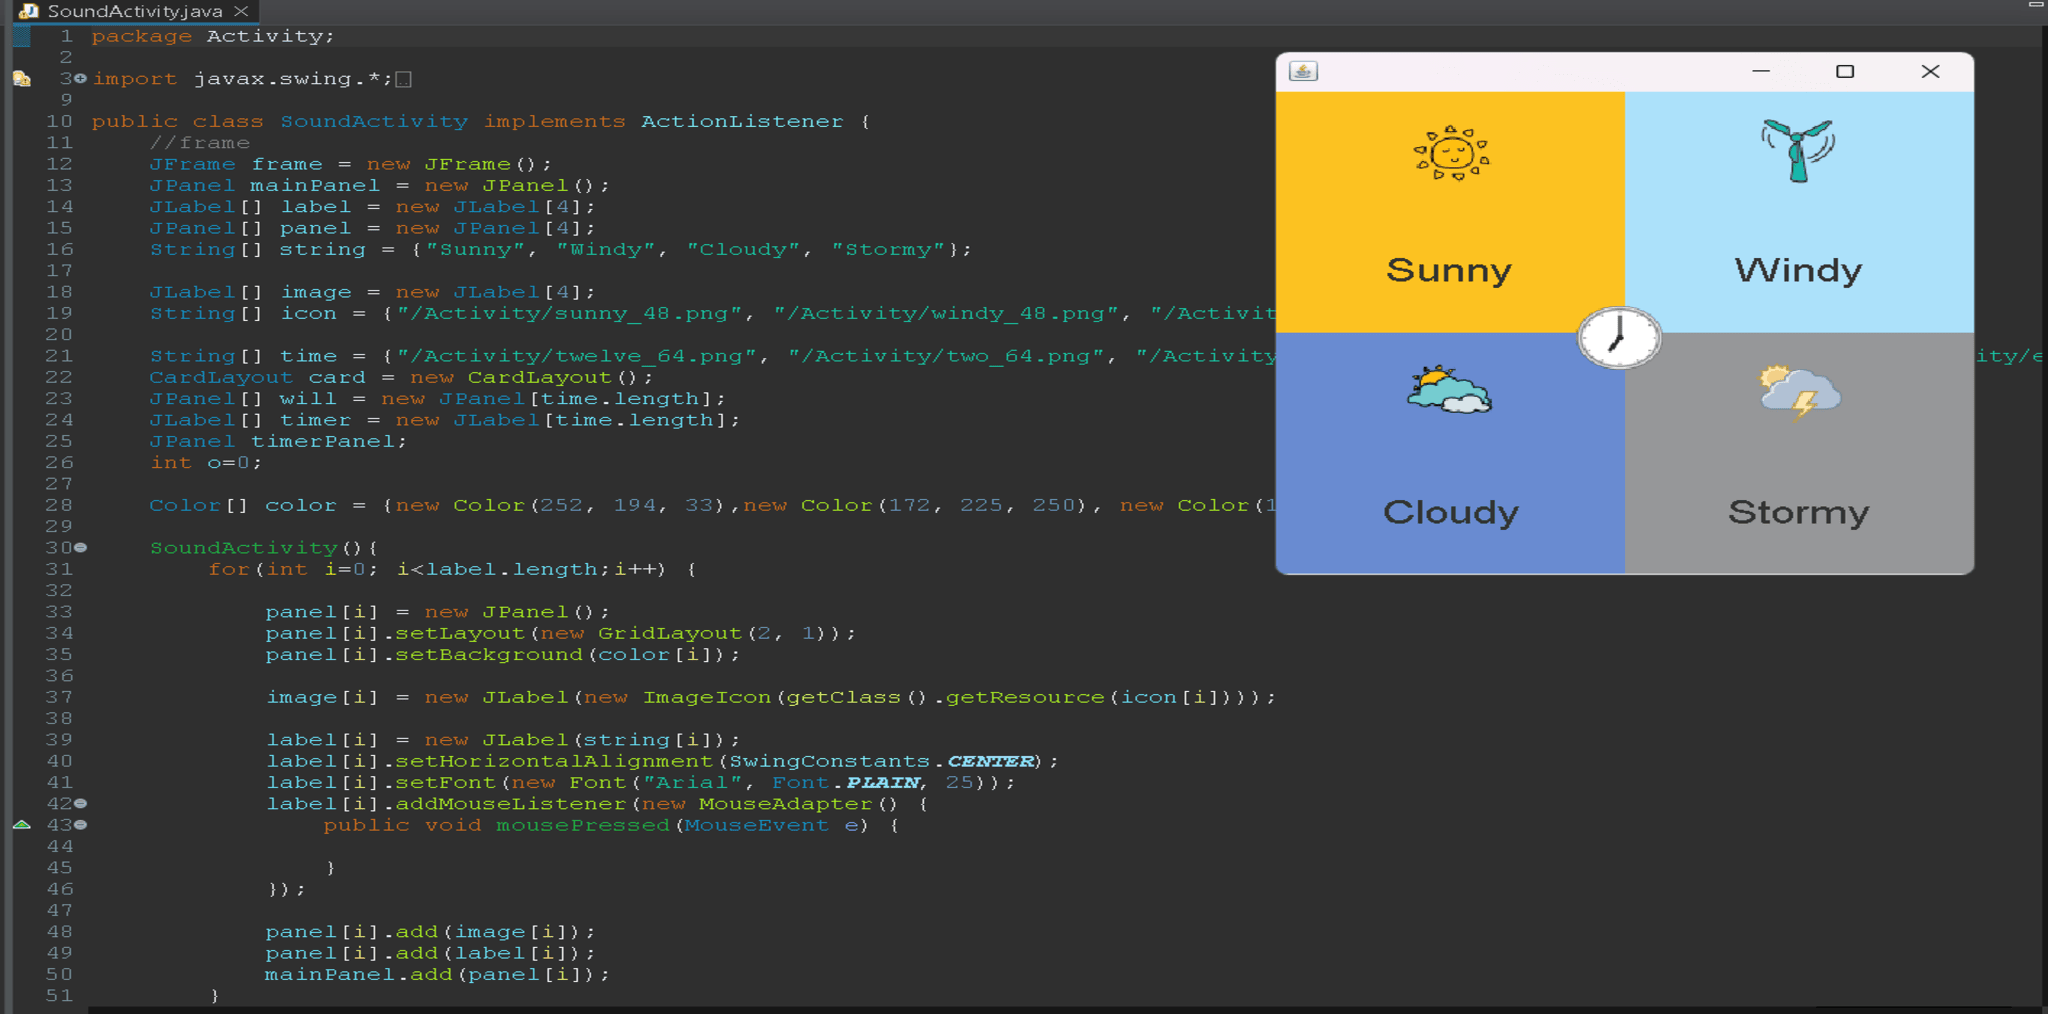 SoundActivity.java
1 package Activity;
2
3 import javax.swing.*;
9
10 public class SoundActivity implements ActionListener {
11 //frame
12 JFrame frame = new JFrame();
13 JPanel mainPanel = new JPanel();
14 JLabel[] label = new JLabel[4];
15 JPanel[] panel = new JPanel[4];
16 String[] string = {"Sunny", "Windy", "Cloudy", "Stormy"};
17
18 JLabel[] image = new JLabel[4];
19 String[] icon = {"/Activity/sunny_48.png", "/Activity/windy_48.png", "/Activit
20
21 String[] time = {"/Activity/twelve_64.png", "/Activity/two_64.png", "/Activity ity/e
22 CardLayout card = new CardLayout();
23 JPanel[] will = new JPanel[time.length];
24 JLabel[] timer = new JLabel[time.length];
25 JPanel timerPanel;
26 int o=0;
27
28 Color[] color = {new Color(252, 194, 33),new Color(172, 225, 250), new Color(1
29
30 SoundActivity(){
31 for(int i=0; i<label.length;i++) {
32
33 panel[i] = new JPanel();
34 panel[i].setLayout(new GridLayout(2, 1));
35 panel[i].setBackground(color[i]);
36
37 image[i] = new JLabel(new ImageIcon(getClass().getResource(icon[i])));
38
39 label[i] = new JLabel(string[i]);
40 label[i].setHorizontalAlignment(SwingConstants.CENTER);
41 label[i].setFont(new Font("Arial", Font.PLAIN, 25));
42 label[i].addMouseListener(new MouseAdapter() {
43 public void mousePressed(MouseEvent e) {
44
45 }
46 });
47
48 panel[i].add(image[i]);
49 panel[i].add(label[i]);
50 mainPanel.add(panel[i]);
51 }
Sunny
Windy
Cloudy
Stormy